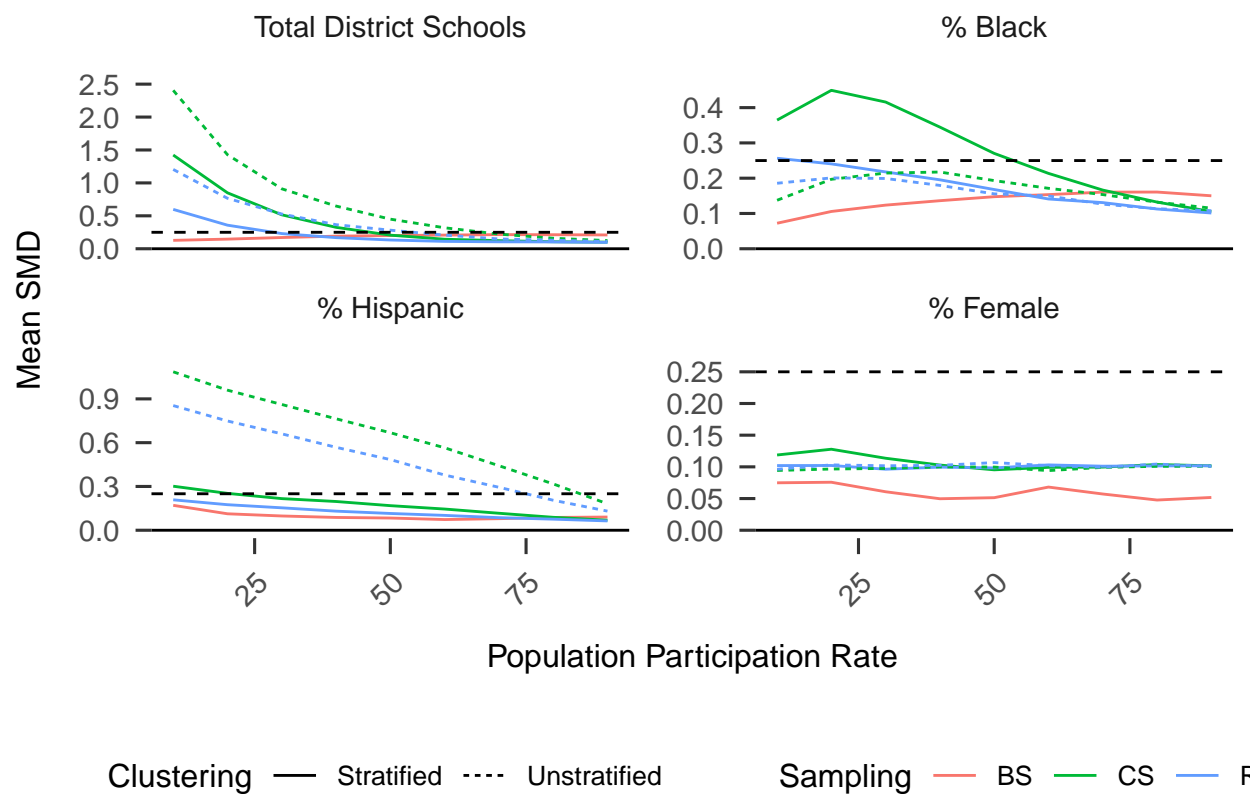 Total District Schools
% Black
2.5
2.0
1.5
1.0
0.5
0.0
0.4
0.3
0.2
0.1
0.0
Mean SMD
% Hispanic
% Female
0.9
0.6
0.3
0.0
0.25
0.20
0.15
0.10
0.05
0.00
25 50 75
25 50 75
Population Participation Rate
Clustering Stratified Unstratified Sampling BS CS R